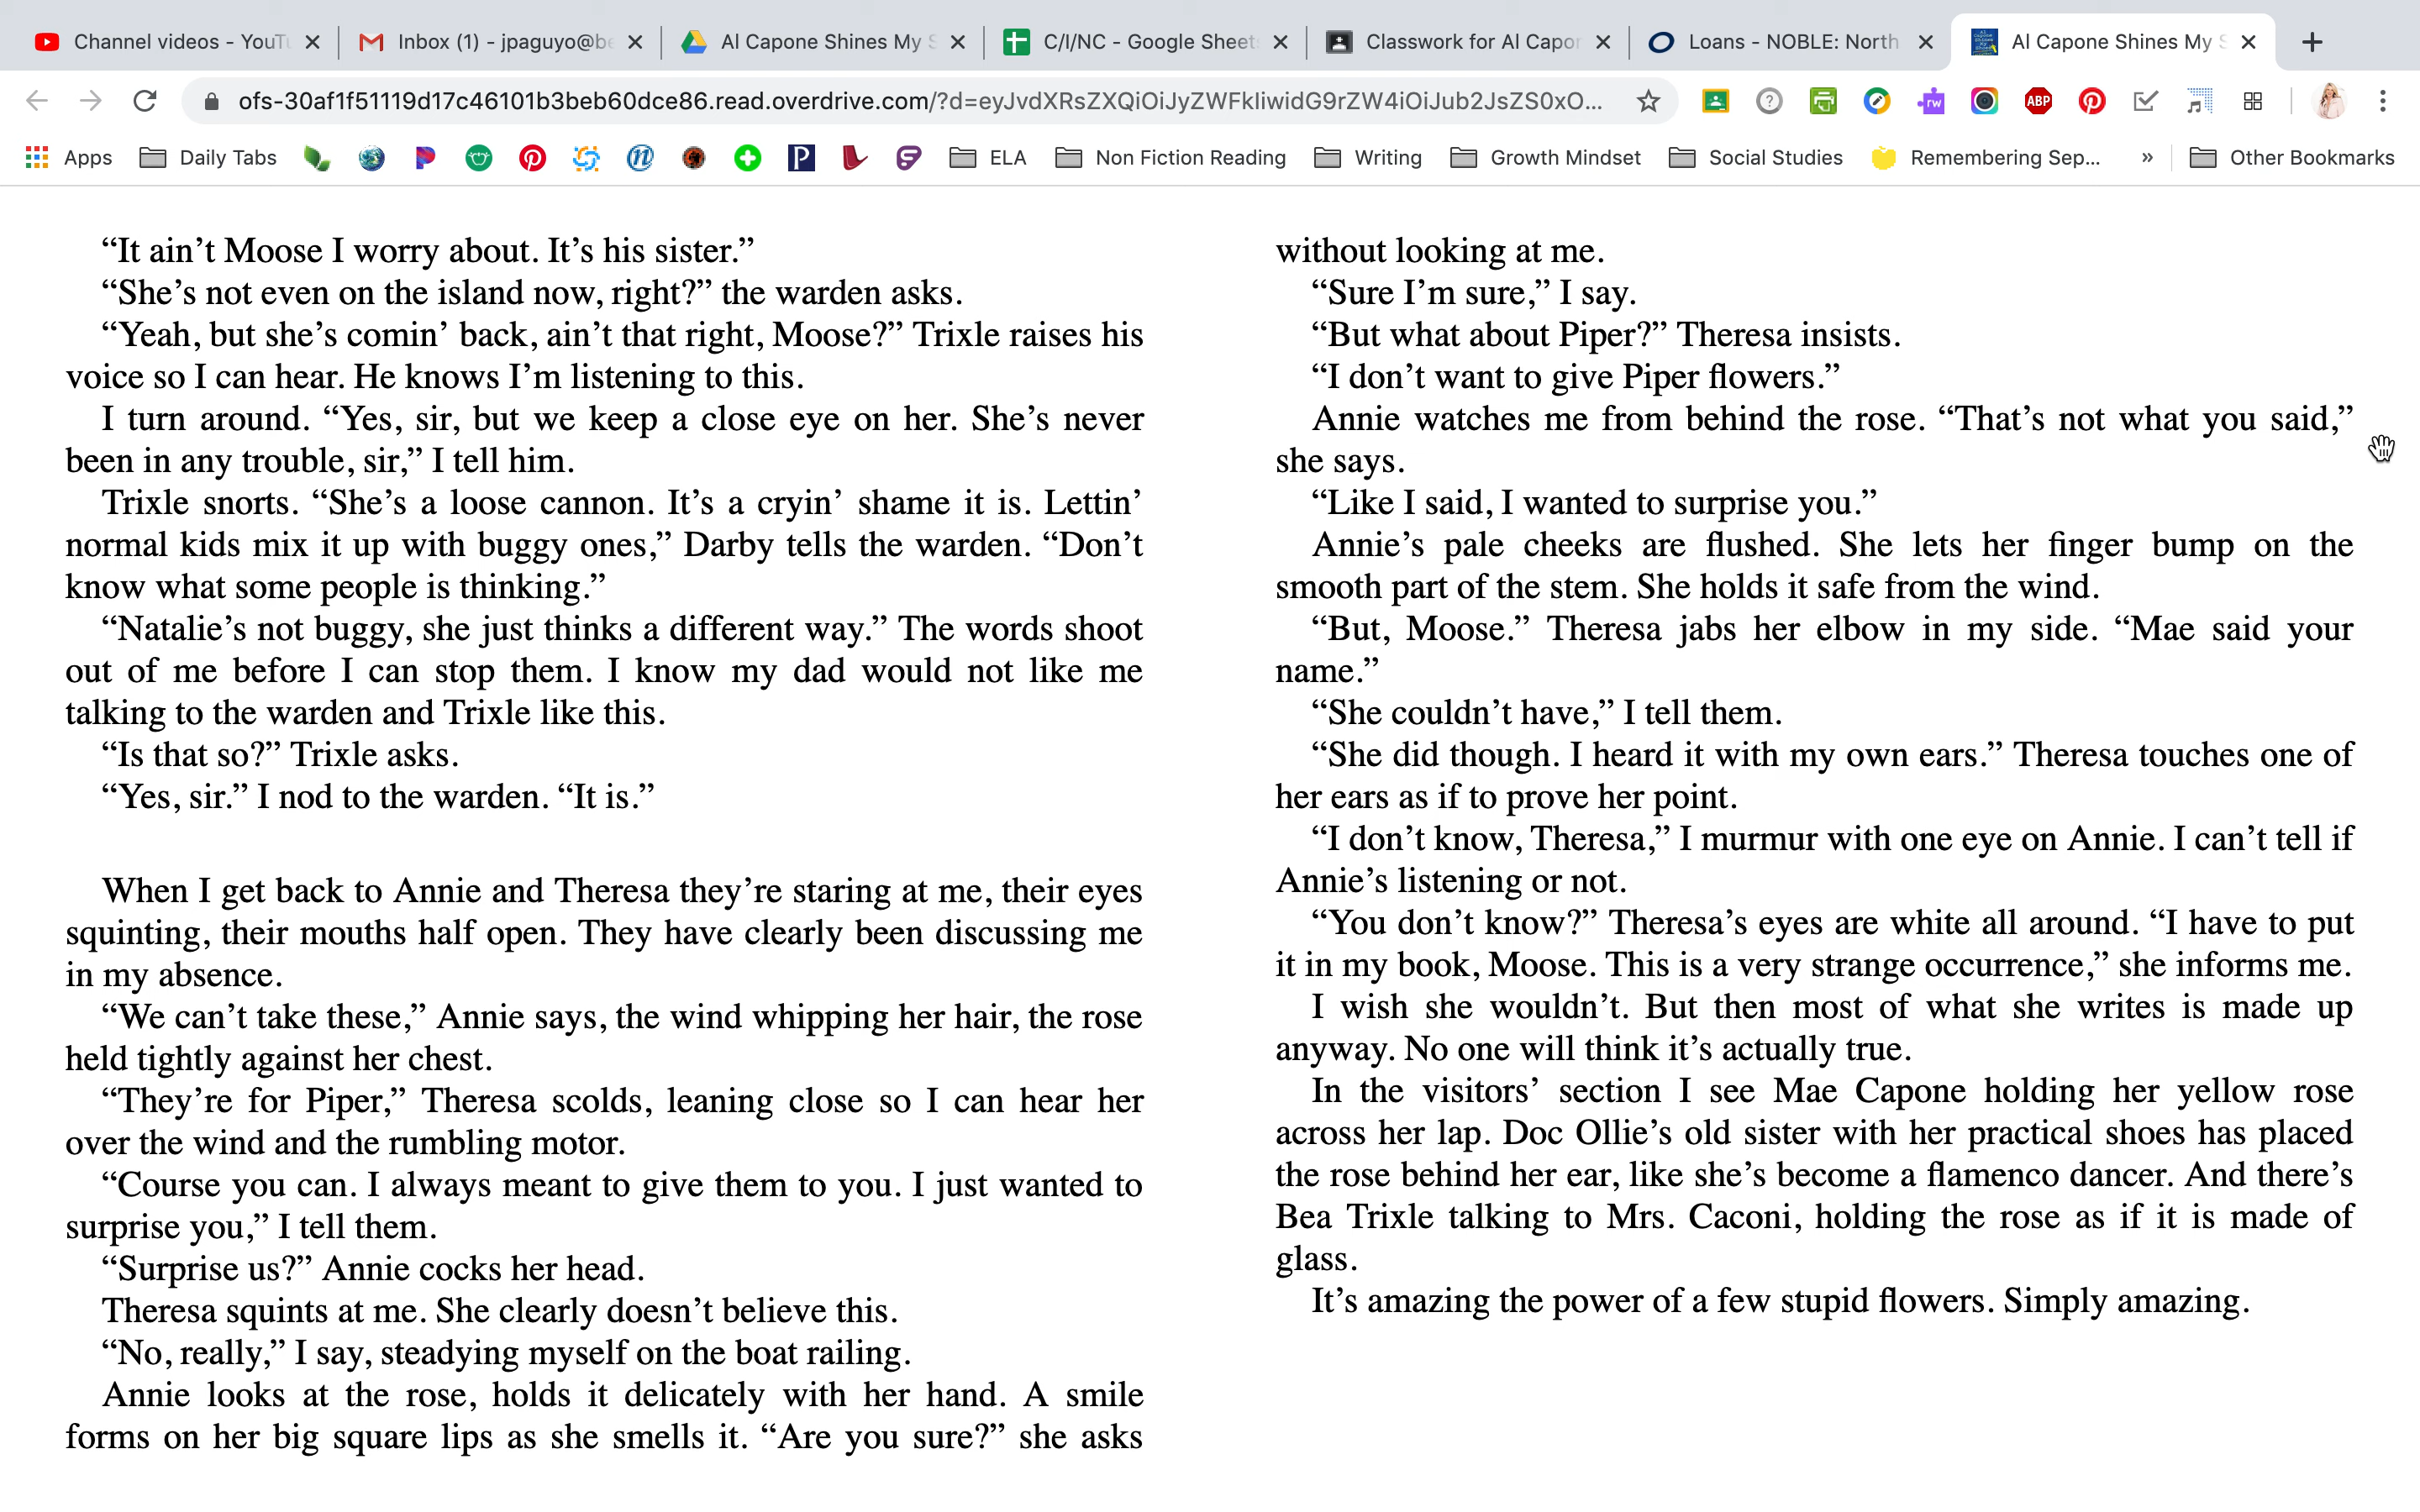 Channel videos - YouT
Inbox (1) - jpaguyo@be
Al Capone Shines My S
C/I/NC - Google Sheet
Classwork for Al Capon
Loans - NOBLE: North
Al Capone Shines My S
ofs-30af1f51119d17c46101b3beb60dce86.read.overdrive.com/?d=eyJvdXRsZXQiOiJyZWFkIiwidG9rZW4iOiJub2JsZS0xO...
Apps
Daily Tabs
ELA
Non Fiction Reading
Writing
Growth Mindset
Social Studies
Remembering Sep...
»
Other Bookmarks
“It ain’t Moose I worry about. It’s his sister.”
“She’s not even on the island now, right?” the warden asks.
“Yeah, but she’s comin’ back, ain’t that right, Moose?” Trixle raises his
voice so I can hear. He knows I’m listening to this.
I turn around. “Yes, sir, but we keep a close eye on her. She’s never
been in any trouble, sir,” I tell him.
Trixle snorts. “She’s a loose cannon. It’s a cryin’ shame it is. Lettin’
normal kids mix it up with buggy ones,” Darby tells the warden. “Don’t
know what some people is thinking.”
“Natalie’s not buggy, she just thinks a different way.” The words shoot
out of me before I can stop them. I know my dad would not like me
talking to the warden and Trixle like this.
“Is that so?” Trixle asks.
“Yes, sir.” I nod to the warden. “It is.”
When I get back to Annie and Theresa they’re staring at me, their eyes
squinting, their mouths half open. They have clearly been discussing me
in my absence.
“We can’t take these,” Annie says, the wind whipping her hair, the rose
held tightly against her chest.
“They’re for Piper,” Theresa scolds, leaning close so I can hear her
over the wind and the rumbling motor.
“Course you can. I always meant to give them to you. I just wanted to
surprise you,” I tell them.
“Surprise us?” Annie cocks her head.
Theresa squints at me. She clearly doesn’t believe this.
“No, really,” I say, steadying myself on the boat railing.
Annie looks at the rose, holds it delicately with her hand. A smile
forms on her big square lips as she smells it. “Are you sure?” she asks
without looking at me.
“Sure I’m sure,” I say.
“But what about Piper?” Theresa insists.
“I don’t want to give Piper flowers.”
Annie watches me from behind the rose. “That’s not what you said,”
she says.
“Like I said, I wanted to surprise you.”
Annie’s pale cheeks are flushed. She lets her finger bump on the
smooth part of the stem. She holds it safe from the wind.
“But, Moose.” Theresa jabs her elbow in my side. “Mae said your
name.”
“She couldn’t have,” I tell them.
“She did though. I heard it with my own ears.” Theresa touches one of
her ears as if to prove her point.
“I don’t know, Theresa,” I murmur with one eye on Annie. I can’t tell if
Annie’s listening or not.
“You don’t know?” Theresa’s eyes are white all around. “I have to put
it in my book, Moose. This is a very strange occurrence,” she informs me.
I wish she wouldn’t. But then most of what she writes is made up
anyway. No one will think it’s actually true.
In the visitors’ section I see Mae Capone holding her yellow rose
across her lap. Doc Ollie’s old sister with her practical shoes has placed
the rose behind her ear, like she’s become a flamenco dancer. And there’s
Bea Trixle talking to Mrs. Caconi, holding the rose as if it is made of
glass.
It’s amazing the power of a few stupid flowers. Simply amazing.